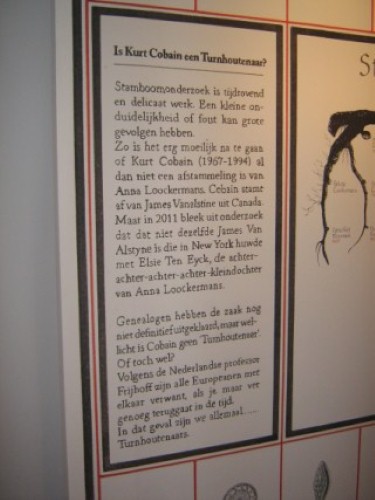 Is Kurt Cobain een Turnhoutenaar?
Stamboomonderzoek is tijdrovend
en delicaat werk. Een kleine on-
duidelijkheid of fout kan grote
gevolgen hebben.
Zo is het erg moeilijk na te gaan
of Kurt Cobain (1967-1994) al
dan niet een afstammeling is van
Anna Loockermans. Cobain stamt
af van James Vanalstine uit Canada.
Maar in 2011 bleek uit onderzoek
dat dat niet dezelfde James Van
Alstyne is die in New York huwde
met Elsie Ten Eyck, de achter-
achter-achter-achter-kleindochter
van Anna Loockermans.
Genealogen hebben de zaak nog
niet definitief uitgeklaard, maar wel-
licht is Cobain geen 'Turnhoutenaar'.
Of toch wel?
Volgens de Nederlandse professor
Frijhoff zijn alle Europeanen met
elkaar verwant, als je maar ver
genoeg teruggaat in de tijd.
In dat geval zijn we allemaal ....
Turnhoutenaars.
St